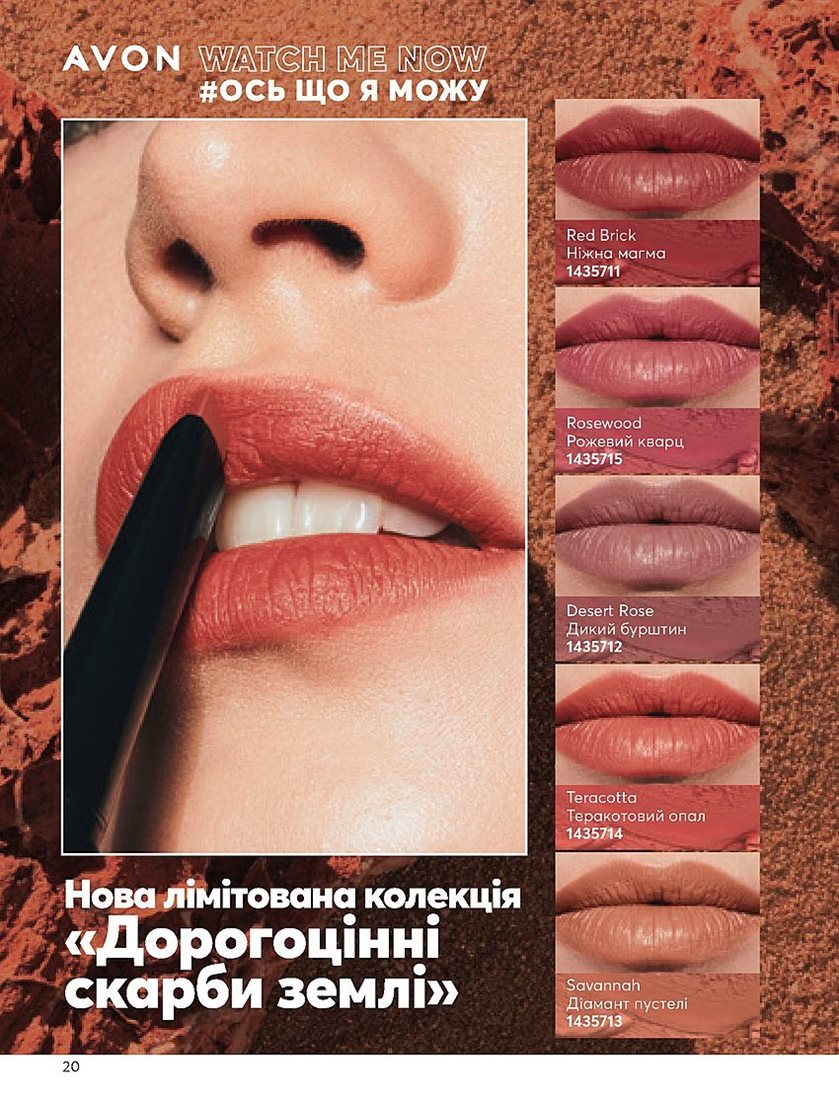 AVON WATCH ME NOW
#ОСЬ ЩО Я МОЖУ
Red Brick
Ніжна магма
1435711
Rosewood
Рожевий кварц
1435715
Desert Rose
Дикий бурштин
1435712
Teracotta
Теракотовий опал
1435714
Savannah
Діамант пустелі
1435713
Нова лімітована колекція
«Дорогоцінні
скарби землі»
20